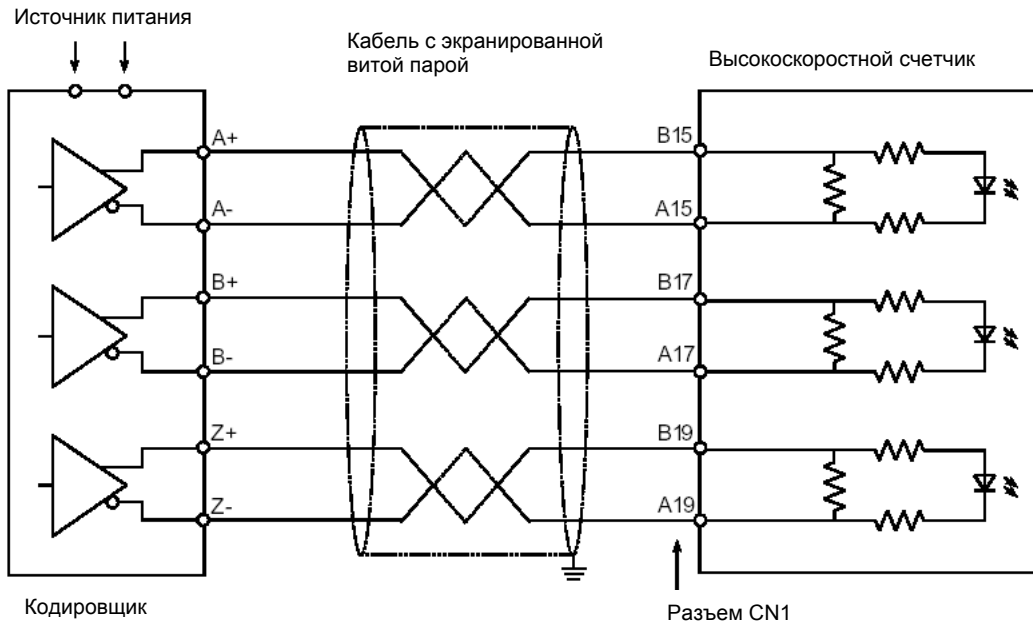 Источник питания
Кабель с экранированной
витой парой
Высокоскоростной счетчик
A+
B15
A-
A15
B+
B17
B-
A17
Z+
B19
Z-
A19
Кодировщик
Разъем CN1